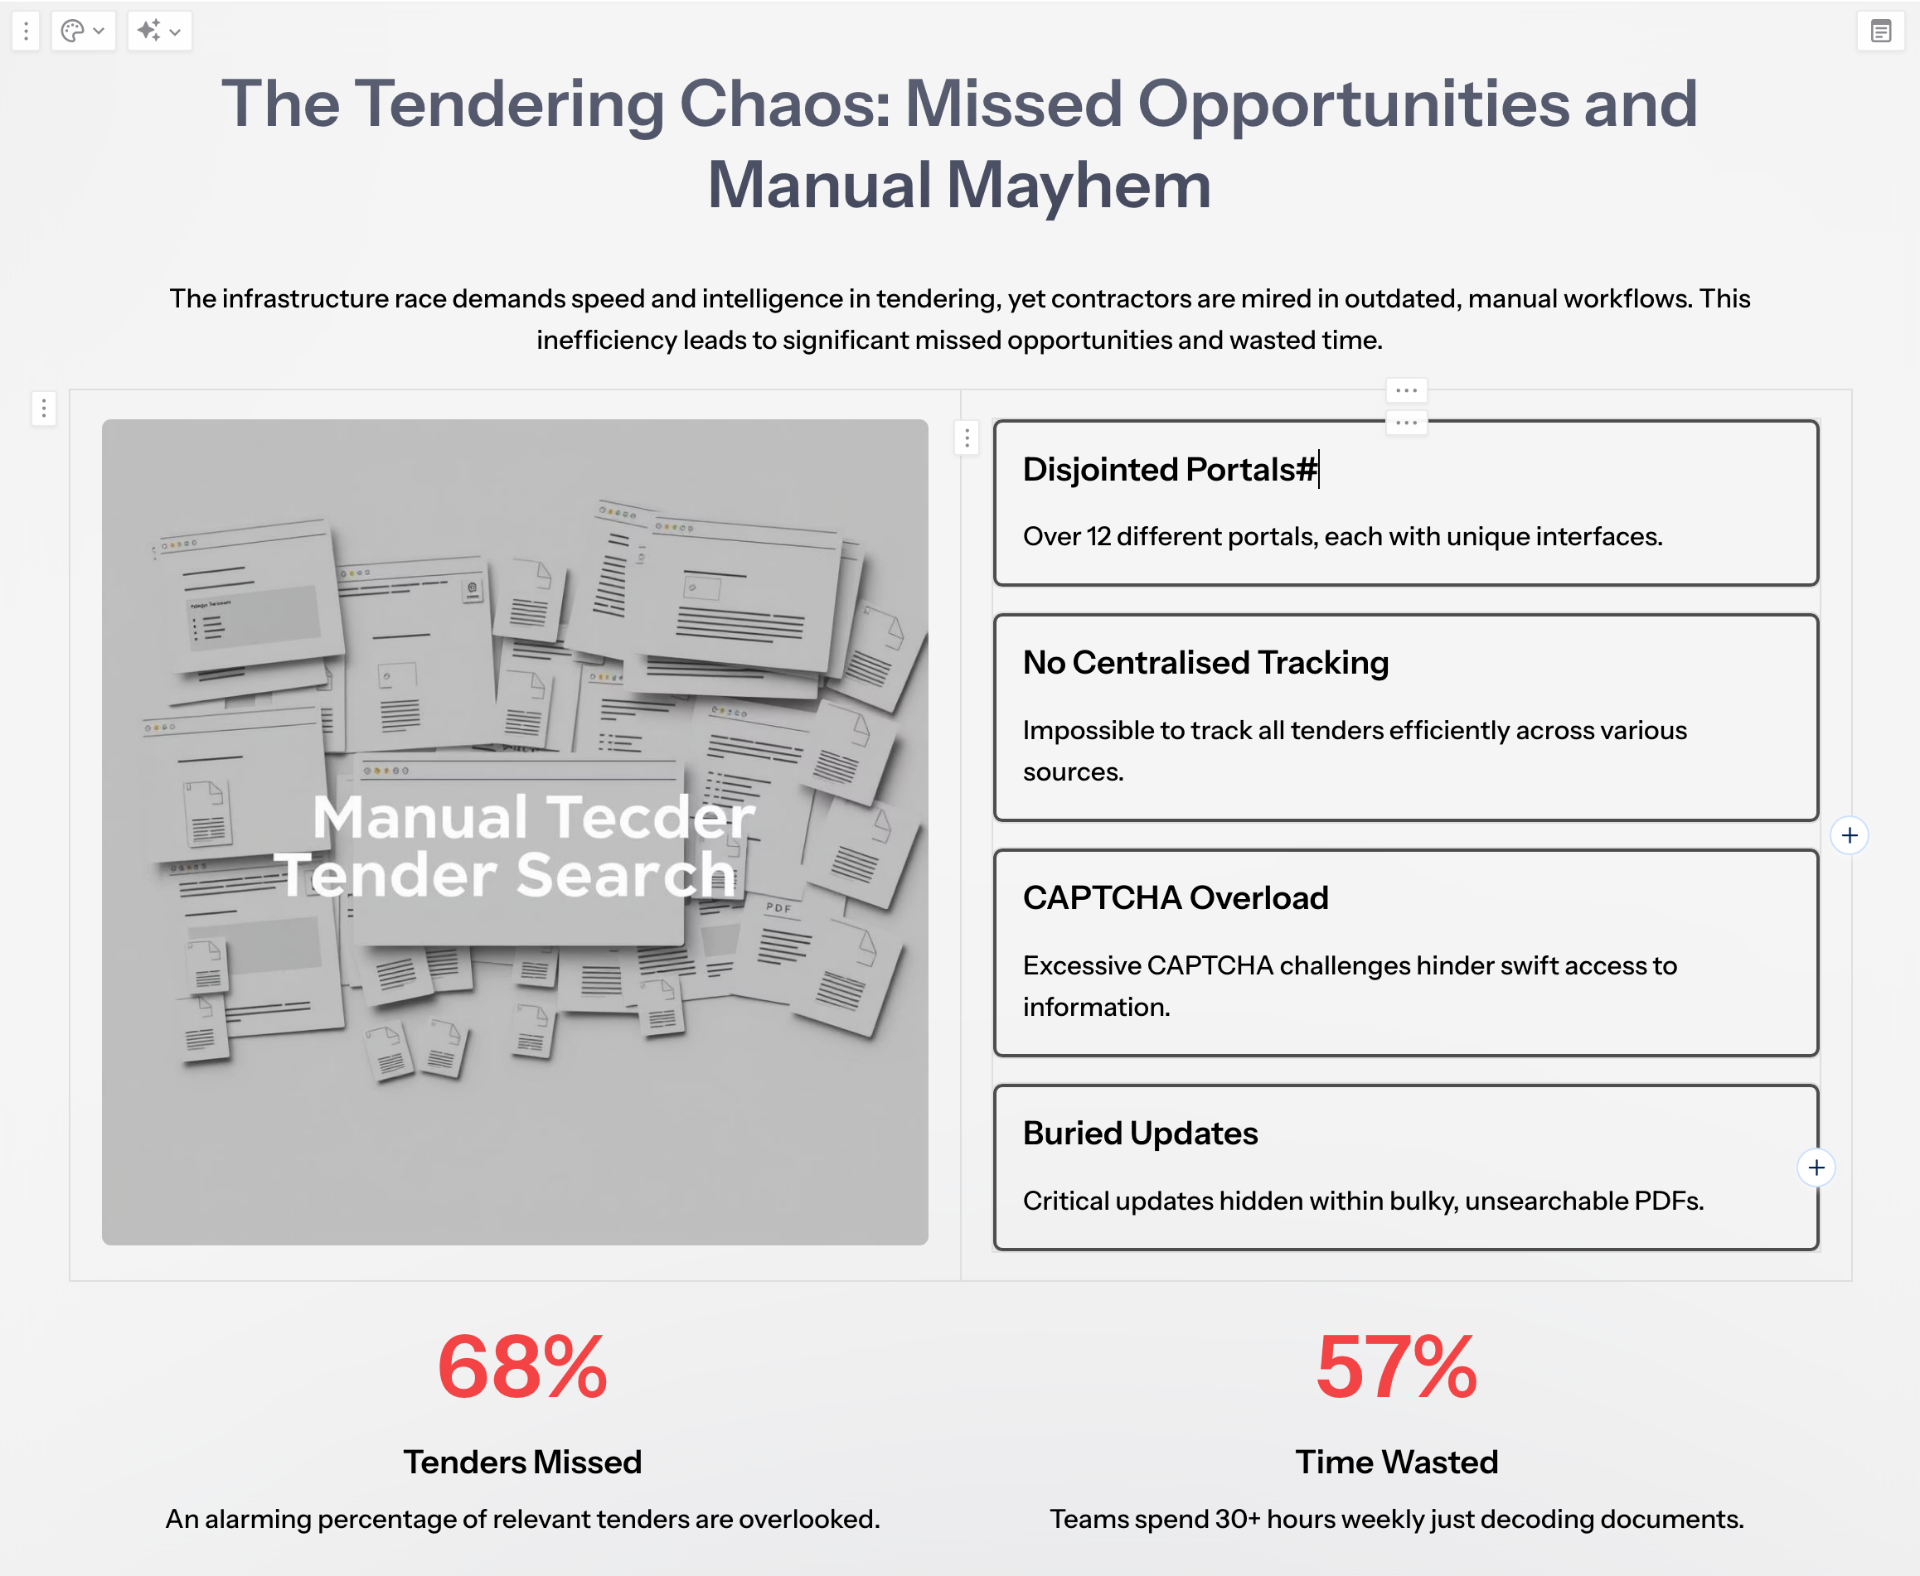 The Tendering Chaos: Missed Opportunities and
Manual Mayhem
The infrastructure race demands speed and intelligence in tendering, yet contractors are mired in outdated, manual workflows. This
inefficiency leads to significant missed opportunities and wasted time.
Manual Tecder
Tender Search
PDF
Disjointed Portals#
Over 12 different portals, each with unique interfaces.
No Centralised Tracking
Impossible to track all tenders efficiently across various
sources.
CAPTCHA Overload
Excessive CAPTCHA challenges hinder swift access to
information.
Buried Updates
Critical updates hidden within bulky, unsearchable PDFs.
68%
Tenders Missed
An alarming percentage of relevant tenders are overlooked.
57%
Time Wasted
Teams spend 30+ hours weekly just decoding documents.